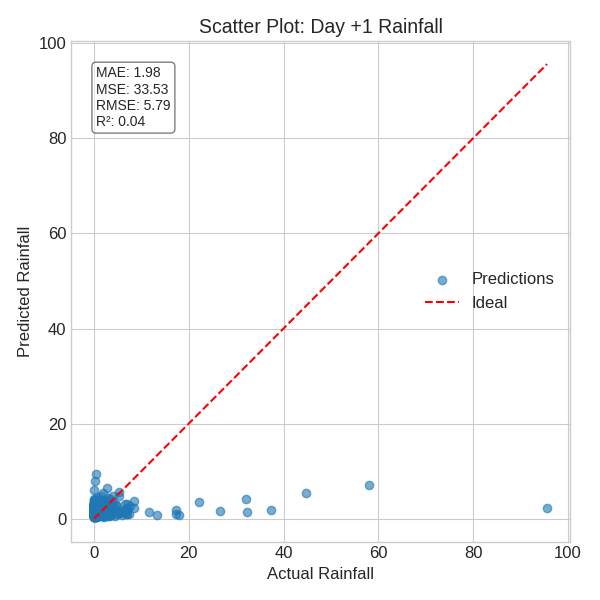 Scatter Plot: Day +1 Rainfall
100
80
60
40
20
0
Predicted Rainfall
MAE: 1.98
MSE: 33.53
RMSE: 5.79
R²: 0.04
Predictions
Ideal
0 20 40 60 80 100
Actual Rainfall